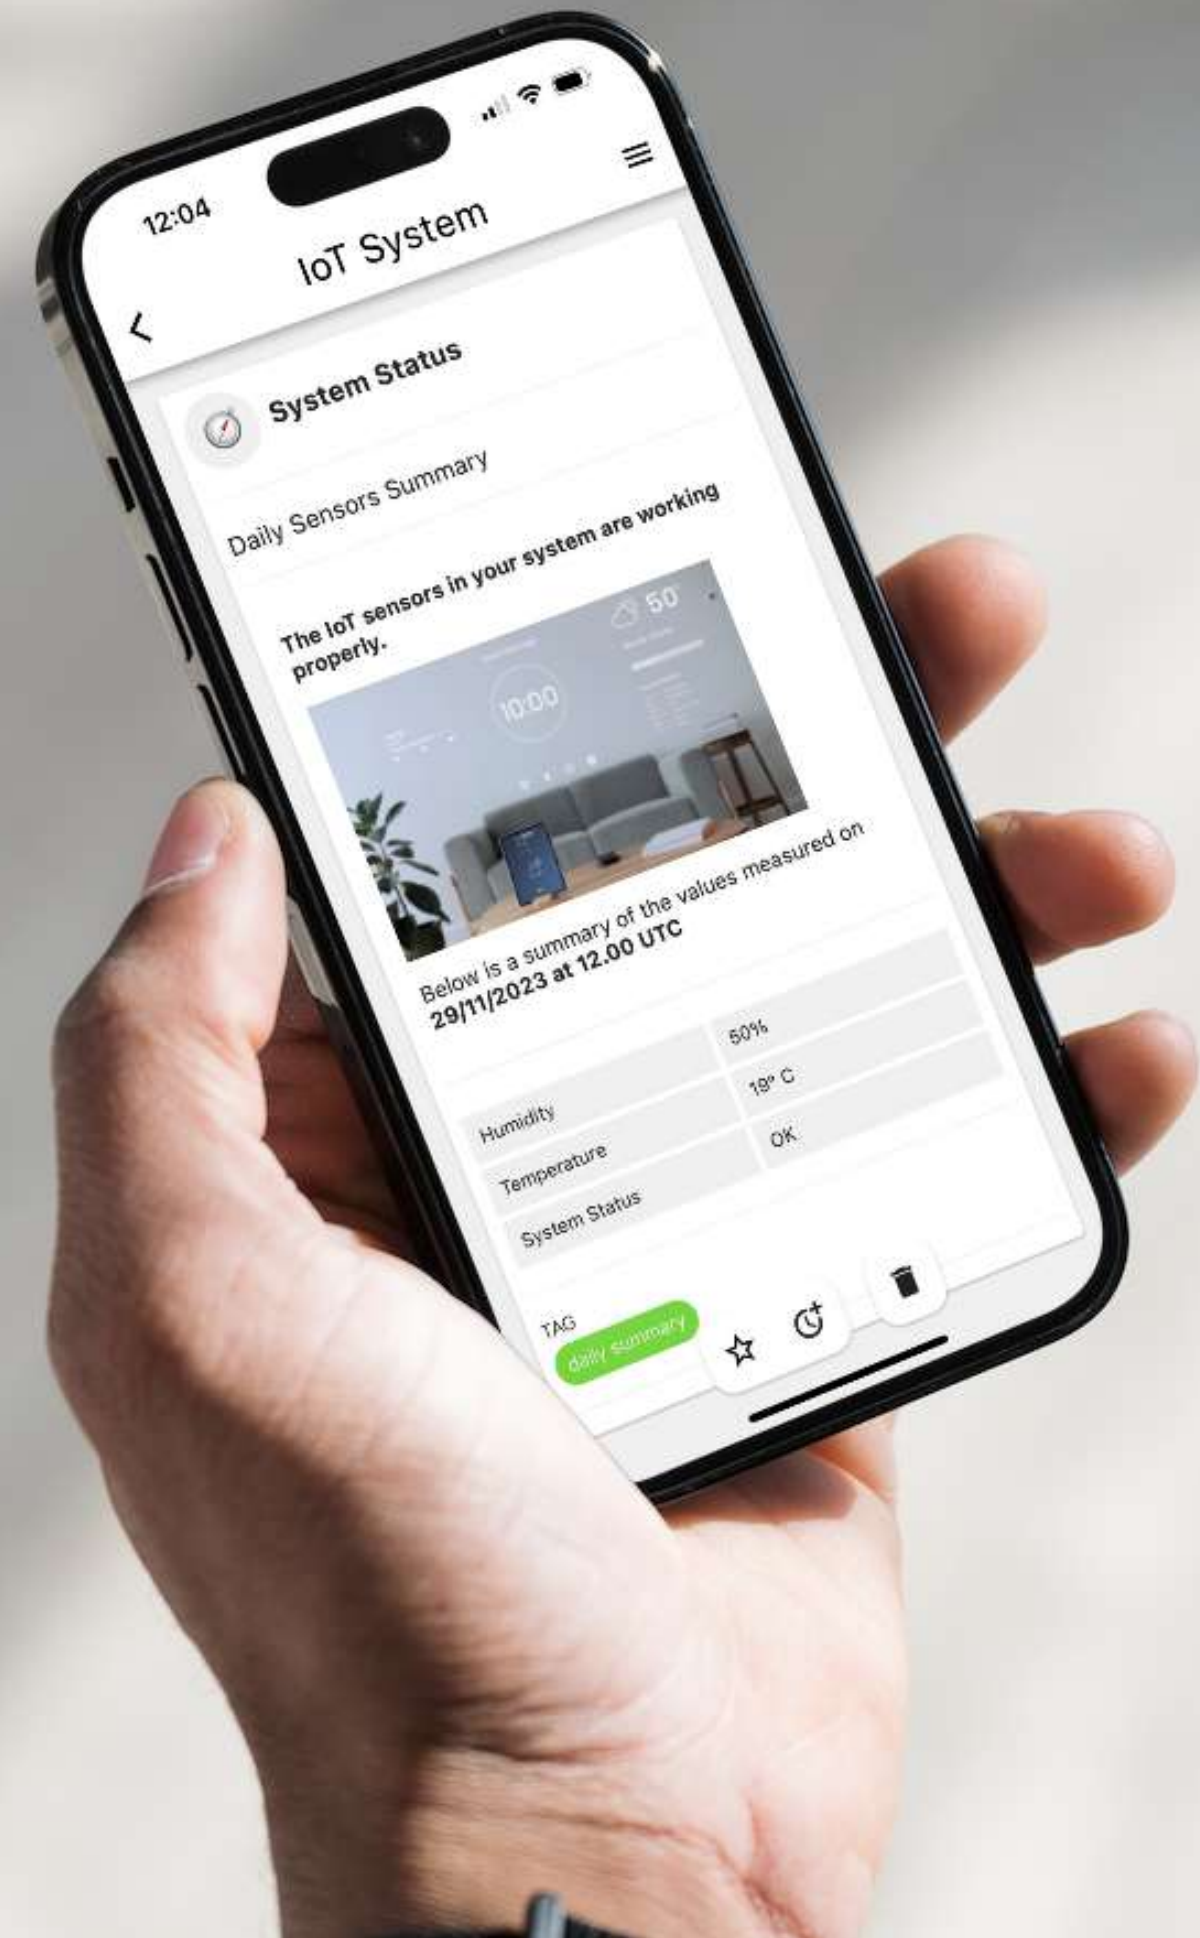 12:04
IoT System
System Status
Daily Sensors Summary
The IoT sensors in your system are working
properly.
50°
10:00
Below is a summary of the values measured on
29/11/2023 at 12.00 UTC
Humidity 50%
Temperature 19° C
System Status OK
TAG
daily summary